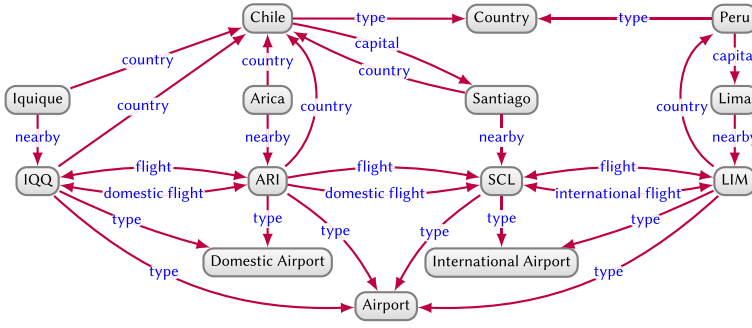 Chile type Country type Peru
country capital capita
country country country country
Iquique Arica Santiago Lima
nearby nearby nearby nearby
IQQ flight ARI flight SCL flight LIM
domestic flight domestic flight international flight
type type type type type
Domestic Airport International Airport
type type type
Airport